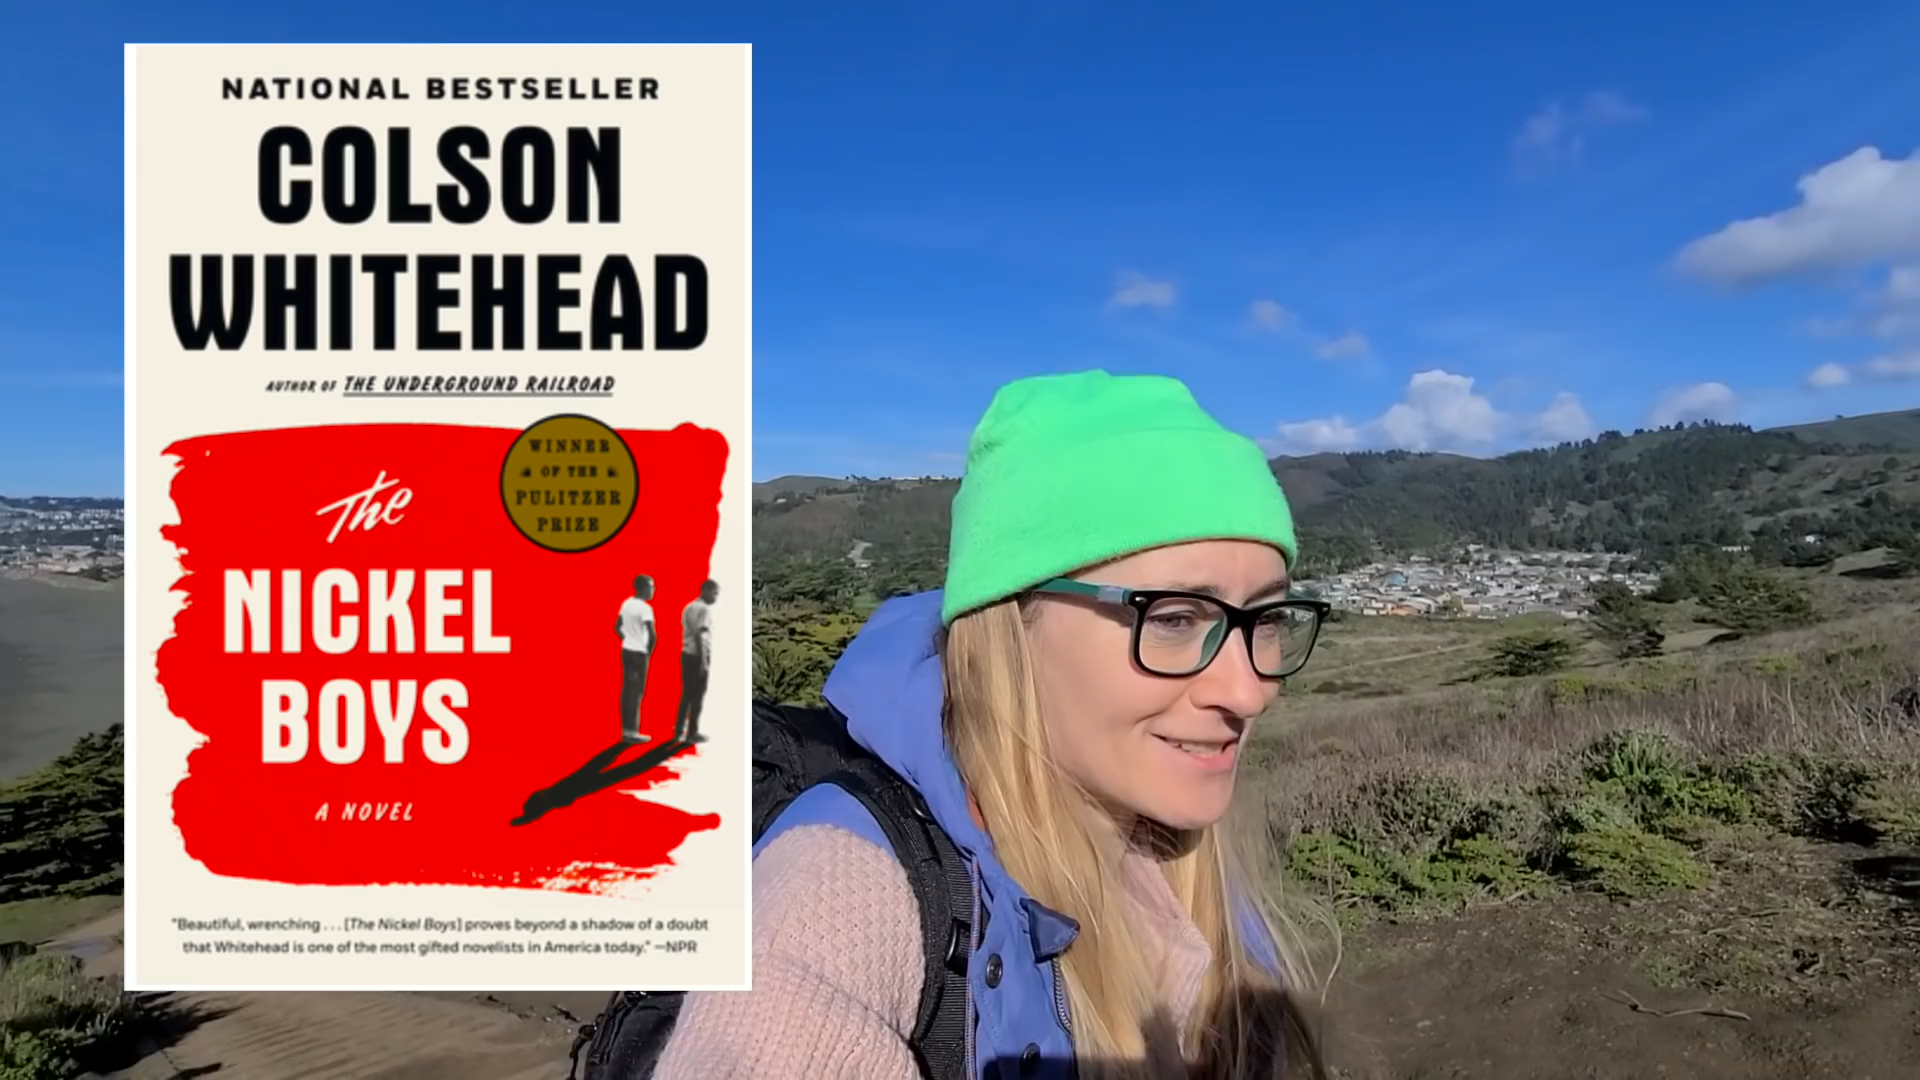 NATIONAL BESTSELLER
COLSON
WHITEHEAD
AUTHOR OF THE UNDERGROUND RAILROAD
WINNER
OF THE
PULITZER
PRIZE
The
NICKEL
BOYS
A NOVEL
"Beautiful, wrenching . . . [The Nickel Boys] proves beyond a shadow of a doubt
that Whitehead is one of the most gifted novelists in America today." —NPR